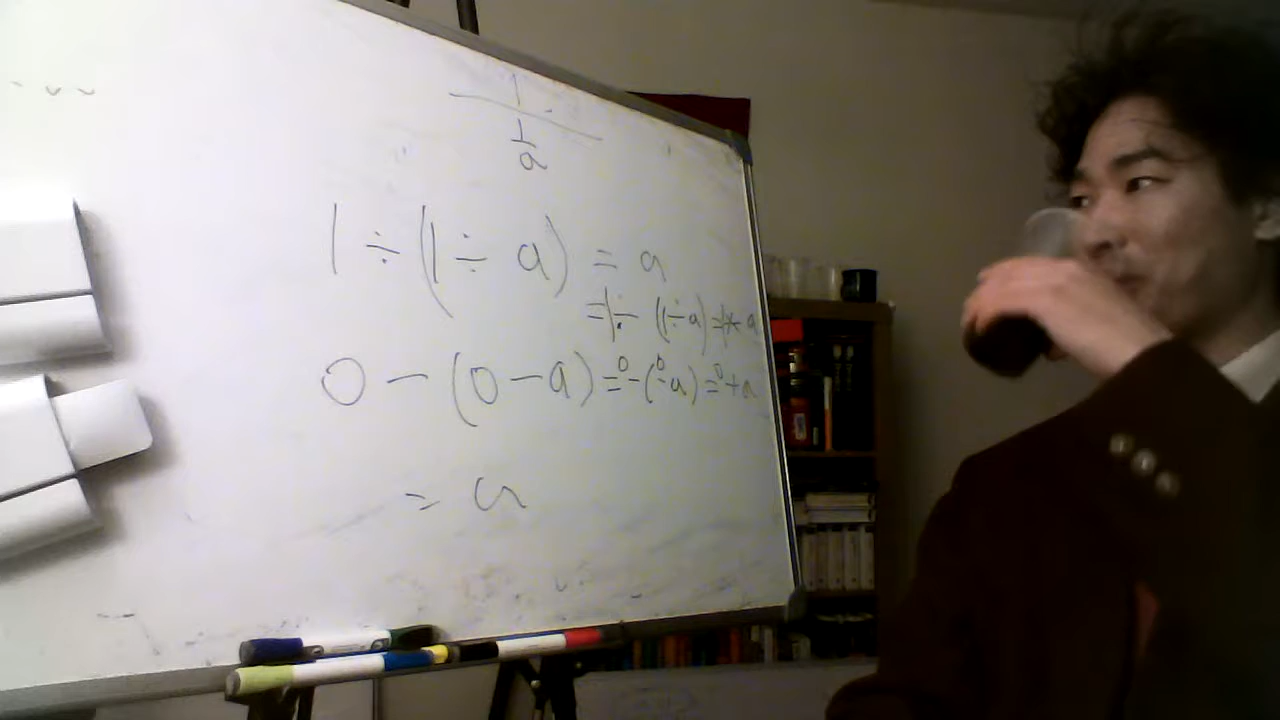 1
1
a
1 ÷ (1 ÷ a) = a
= 1 ÷ (1÷a) = 1 × a
0 − (0 − a) = 0 − (0 − a) = 0 + a
= a